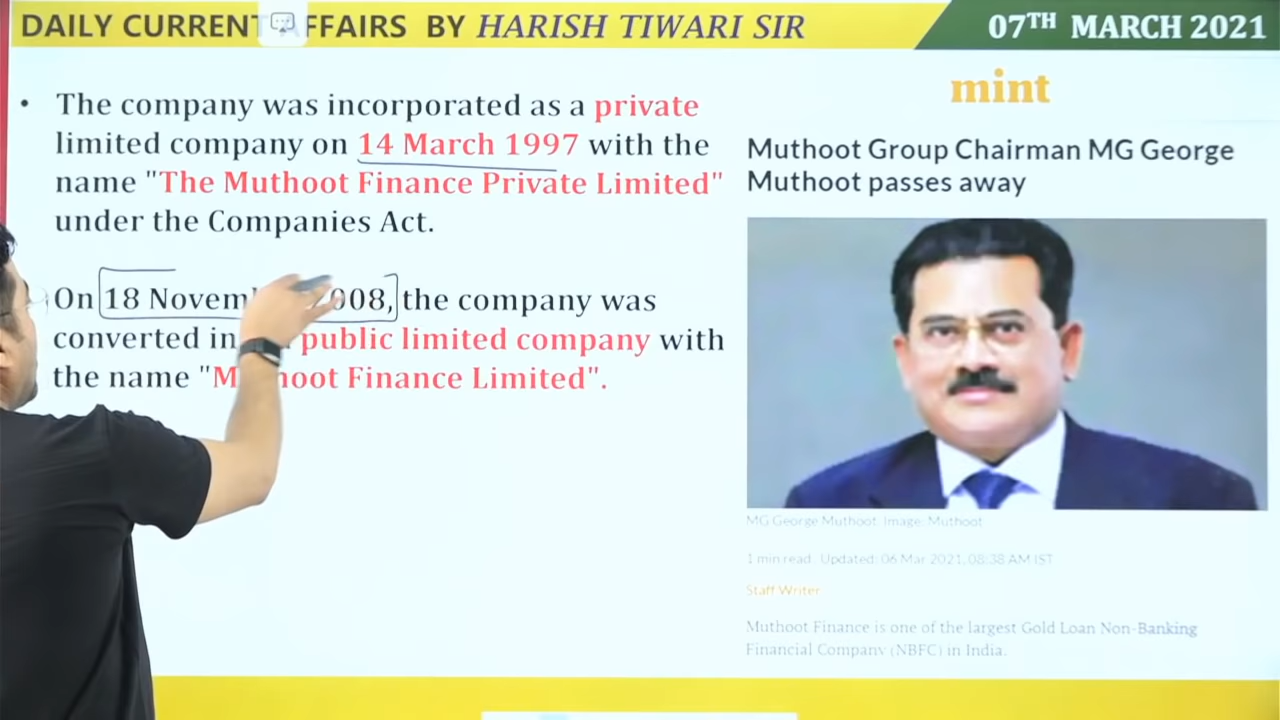 DAILY CURRENT AFFAIRS BY HARISH TIWARI SIR
07TH MARCH 2021
• The company was incorporated as a private
limited company on 14 March 1997 with the
name "The Muthoot Finance Private Limited"
under the Companies Act.
On 18 Novem 2008, the company was
converted in public limited company with
the name "M hoot Finance Limited".
mint
Muthoot Group Chairman MG George
Muthoot passes away
MG George Muthoot. Image: Muthoot
1 min read. Updated: 06 Mar 2021, 08:38 AM IST
Staff Writer
Muthoot Finance is one of the largest Gold Loan Non-Banking
Financial Company (NBFC) in India.